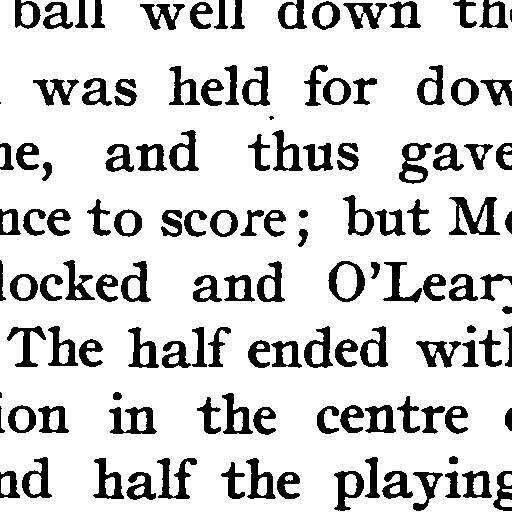 ball well down th
was held for dow
ne, and thus gave
nce to score; but M
locked and O'Leary
The half ended with
ion in the centre
nd half the playing